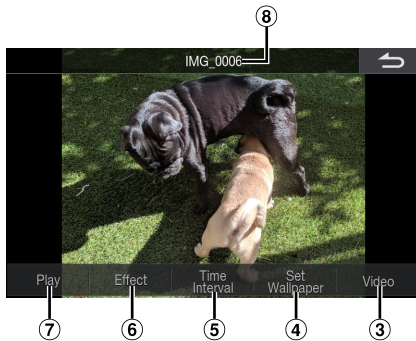 ⑧
IMG_0006
Play
Effect
Time
Interval
Set
Wallpaper
Video
⑦
⑥
⑤
④
③